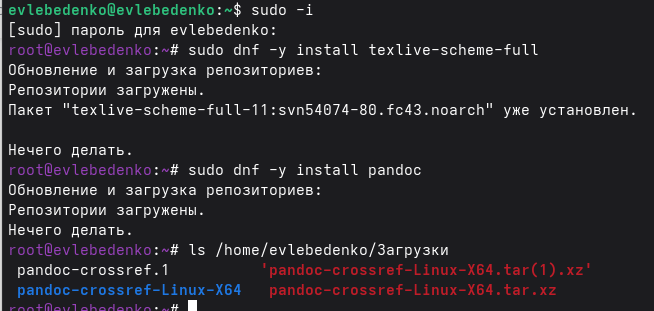 evlebedenko@evlebedenko:~$ sudo -i
[sudo] пароль для evlebedenko:
root@evlebedenko:~# sudo dnf -y install texlive-scheme-full
Обновление и загрузка репозиториев:
Репозитории загружены.
Пакет "texlive-scheme-full-11:svn54074-80.fc43.noarch" уже установлен.
Нечего делать.
root@evlebedenko:~# sudo dnf -y install pandoc
Обновление и загрузка репозиториев:
Репозитории загружены.
Нечего делать.
root@evlebedenko:~# ls /home/evlebedenko/Загрузки
pandoc-crossref.1 'pandoc-crossref-Linux-X64.tar(1).xz'
pandoc-crossref-Linux-X64 pandoc-crossref-Linux-X64.tar.xz
root@evlebedenko:~#